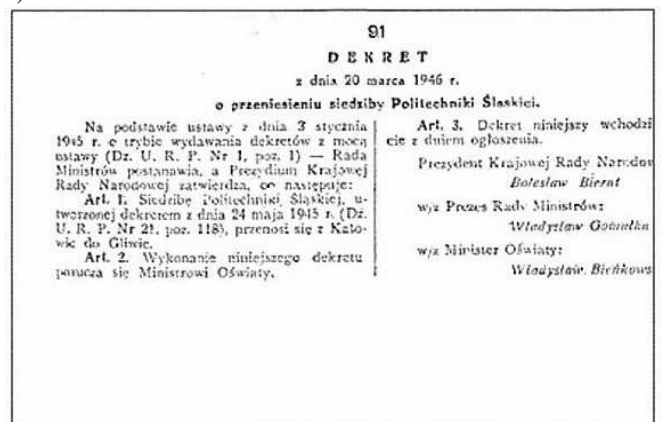 91
DEKRET
z dnia 20 marca 1946 r.
o przeniesieniu siedziby Politechniki Śląskiej.
Na podstawie ustawy z dnia 3 stycznia
1945 r. o trybie wydawania dekretów z mocą
ustawy (Dz. U. R. P. Nr 1, poz. 1) — Rada
Ministrów postanawia, a Prezydium Krajowej
Rady Narodowej zatwierdza, co następuje:
Art. 1. Siedzibę Politechniki Śląskiej, u-
tworzonej dekretem z dnia 24 maja 1945 r. (Dz.
U. R. P. Nr 21, poz. 118), przenosi się z Kato-
wic do Gliwic.
Art. 2. Wykonanie niniejszego dekretu
porucza się Ministrowi Oświaty.
Art. 3. Dekret niniejszy wchodzi
cie z dniem ogłoszenia.
Prezydent Krajowej Rady Narodow
Bolesław Bierut
w/z Prezes Rady Ministrów:
Władysław Gomułka
w/z Minister Oświaty:
Władysław Bieńkows